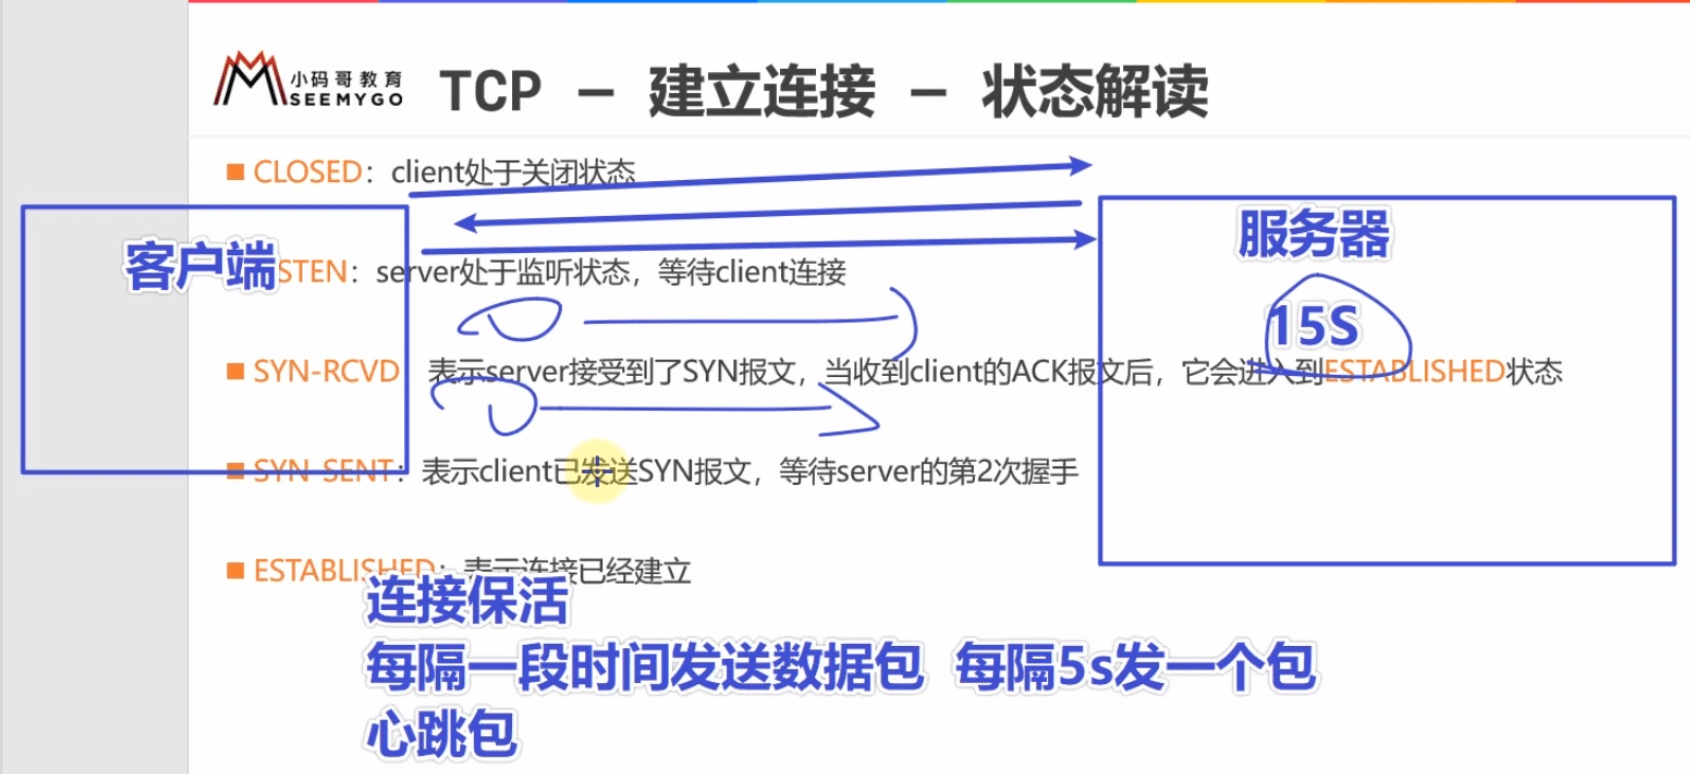 小码哥教育
SEEMYGO
TCP – 建立连接 – 状态解读
CLOSED：client处于关闭状态
客户端
服务器
STEN：server处于监听状态，等待client连接
15S
SYN-RCVD 表示server接受到了SYN报文，当收到client的ACK报文后，它会进入到ESTABLISHED状态
SYN-SENT：表示client已发送SYN报文，等待server的第2次握手
ESTABLISHED：表示连接已经建立
连接保活
每隔一段时间发送数据包 每隔5s发一个包
心跳包